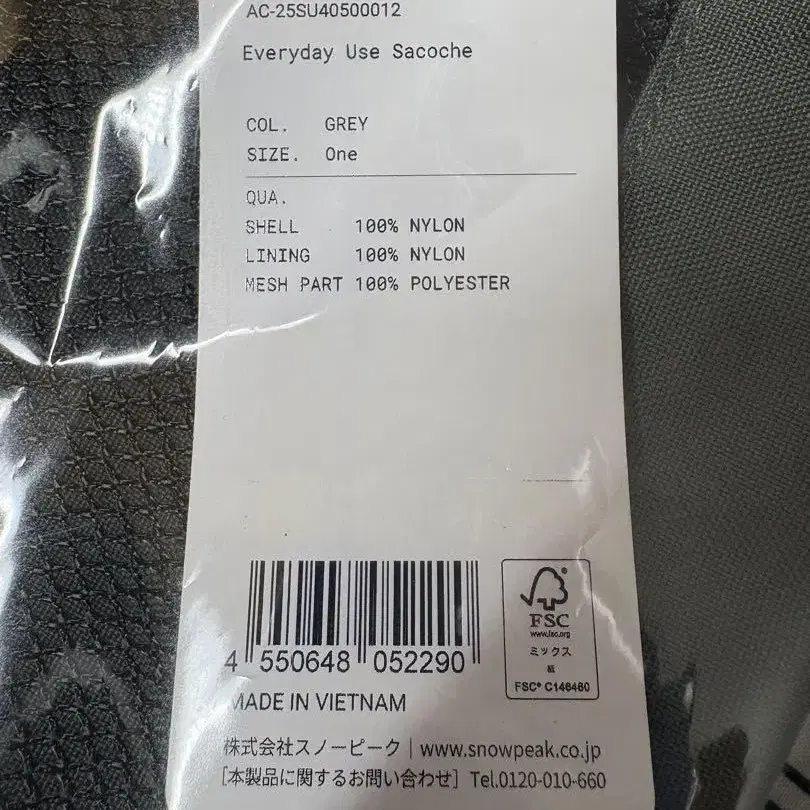 AC-25SU40500012
Everyday Use Sacoche
COL. GREY
SIZE. One
QUA.
SHELL 100% NYLON
LINING 100% NYLON
MESH PART 100% POLYESTER
4 550648 052290
FSC
www.fsc.org
ミックス
紙
FSC® C146460
MADE IN VIETNAM
株式会社スノーピーク | www.snowpeak.co.jp
[本製品に関するお問い合わせ] Tel.0120-010-660